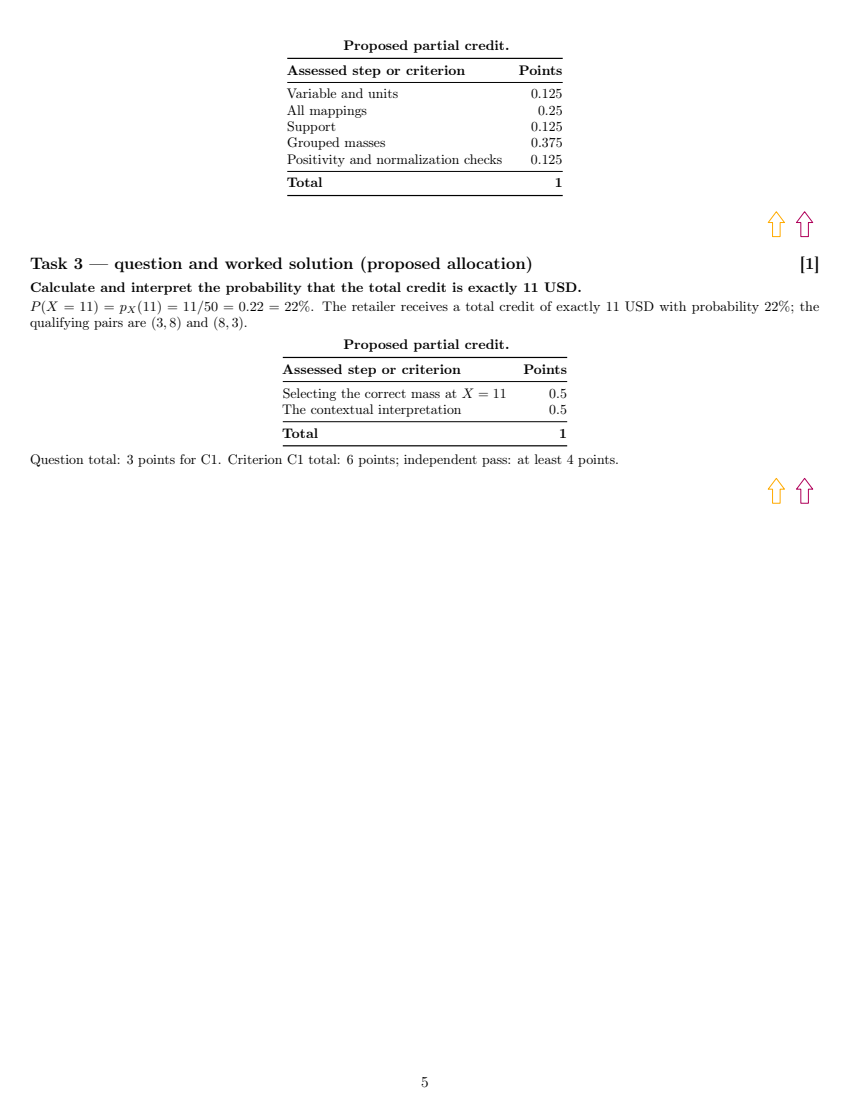 Proposed partial credit.
Assessed step or criterion Points
Variable and units 0.125
All mappings 0.25
Support 0.125
Grouped masses 0.375
Positivity and normalization checks 0.125
Total 1
Task 3 — question and worked solution (proposed allocation) [1]
Calculate and interpret the probability that the total credit is exactly 11 USD.
P(X = 11) = p_X(11) = 11/50 = 0.22 = 22%. The retailer receives a total credit of exactly 11 USD with probability 22%; the
qualifying pairs are (3, 8) and (8, 3).
Proposed partial credit.
Assessed step or criterion Points
Selecting the correct mass at X = 11 0.5
The contextual interpretation 0.5
Total 1
Question total: 3 points for C1. Criterion C1 total: 6 points; independent pass: at least 4 points.
5